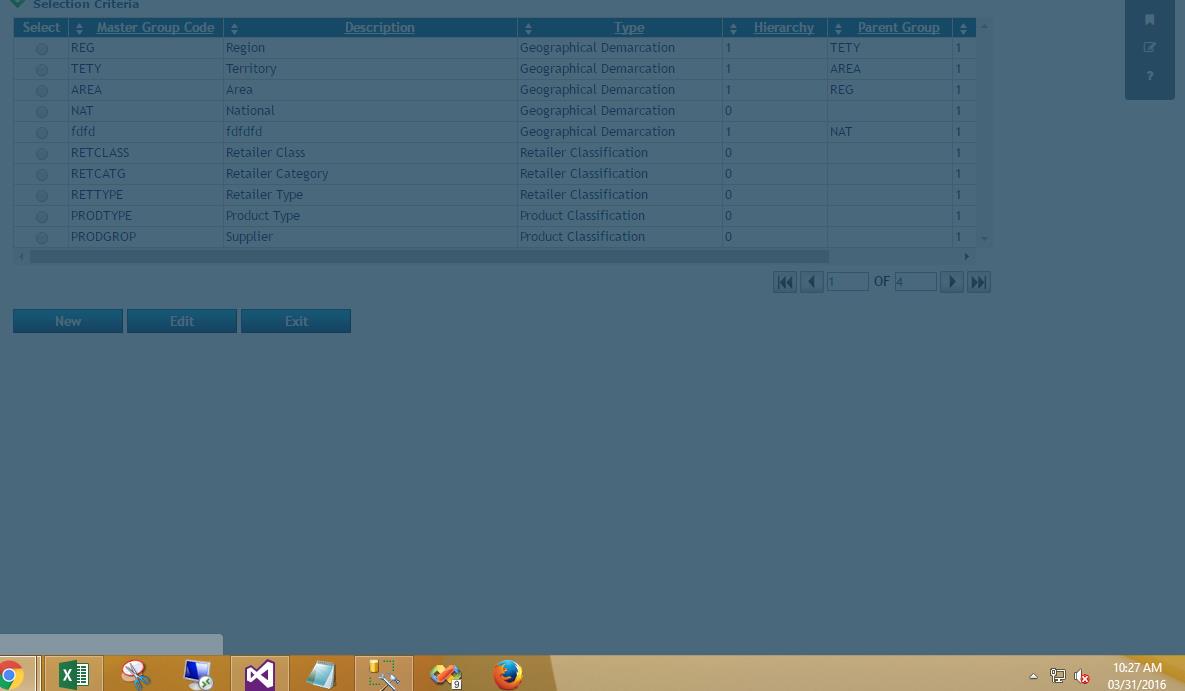 Selection Criteria
Select Master Group Code Description Type Hierarchy Parent Group
REG Region Geographical Demarcation 1 TETY 1
TETY Territory Geographical Demarcation 1 AREA 1
AREA Area Geographical Demarcation 1 REG 1
NAT National Geographical Demarcation 0 1
fdfd fdfdfd Geographical Demarcation 1 NAT 1
RETCLASS Retailer Class Retailer Classification 0 1
RETCATG Retailer Category Retailer Classification 0 1
RETTYPE Retailer Type Retailer Classification 0 1
PRODTYPE Product Type Product Classification 0 1
PRODGROP Supplier Product Classification 0 1
1 OF 4
New Edit Exit
?
9
10:27 AM
03/31/2016